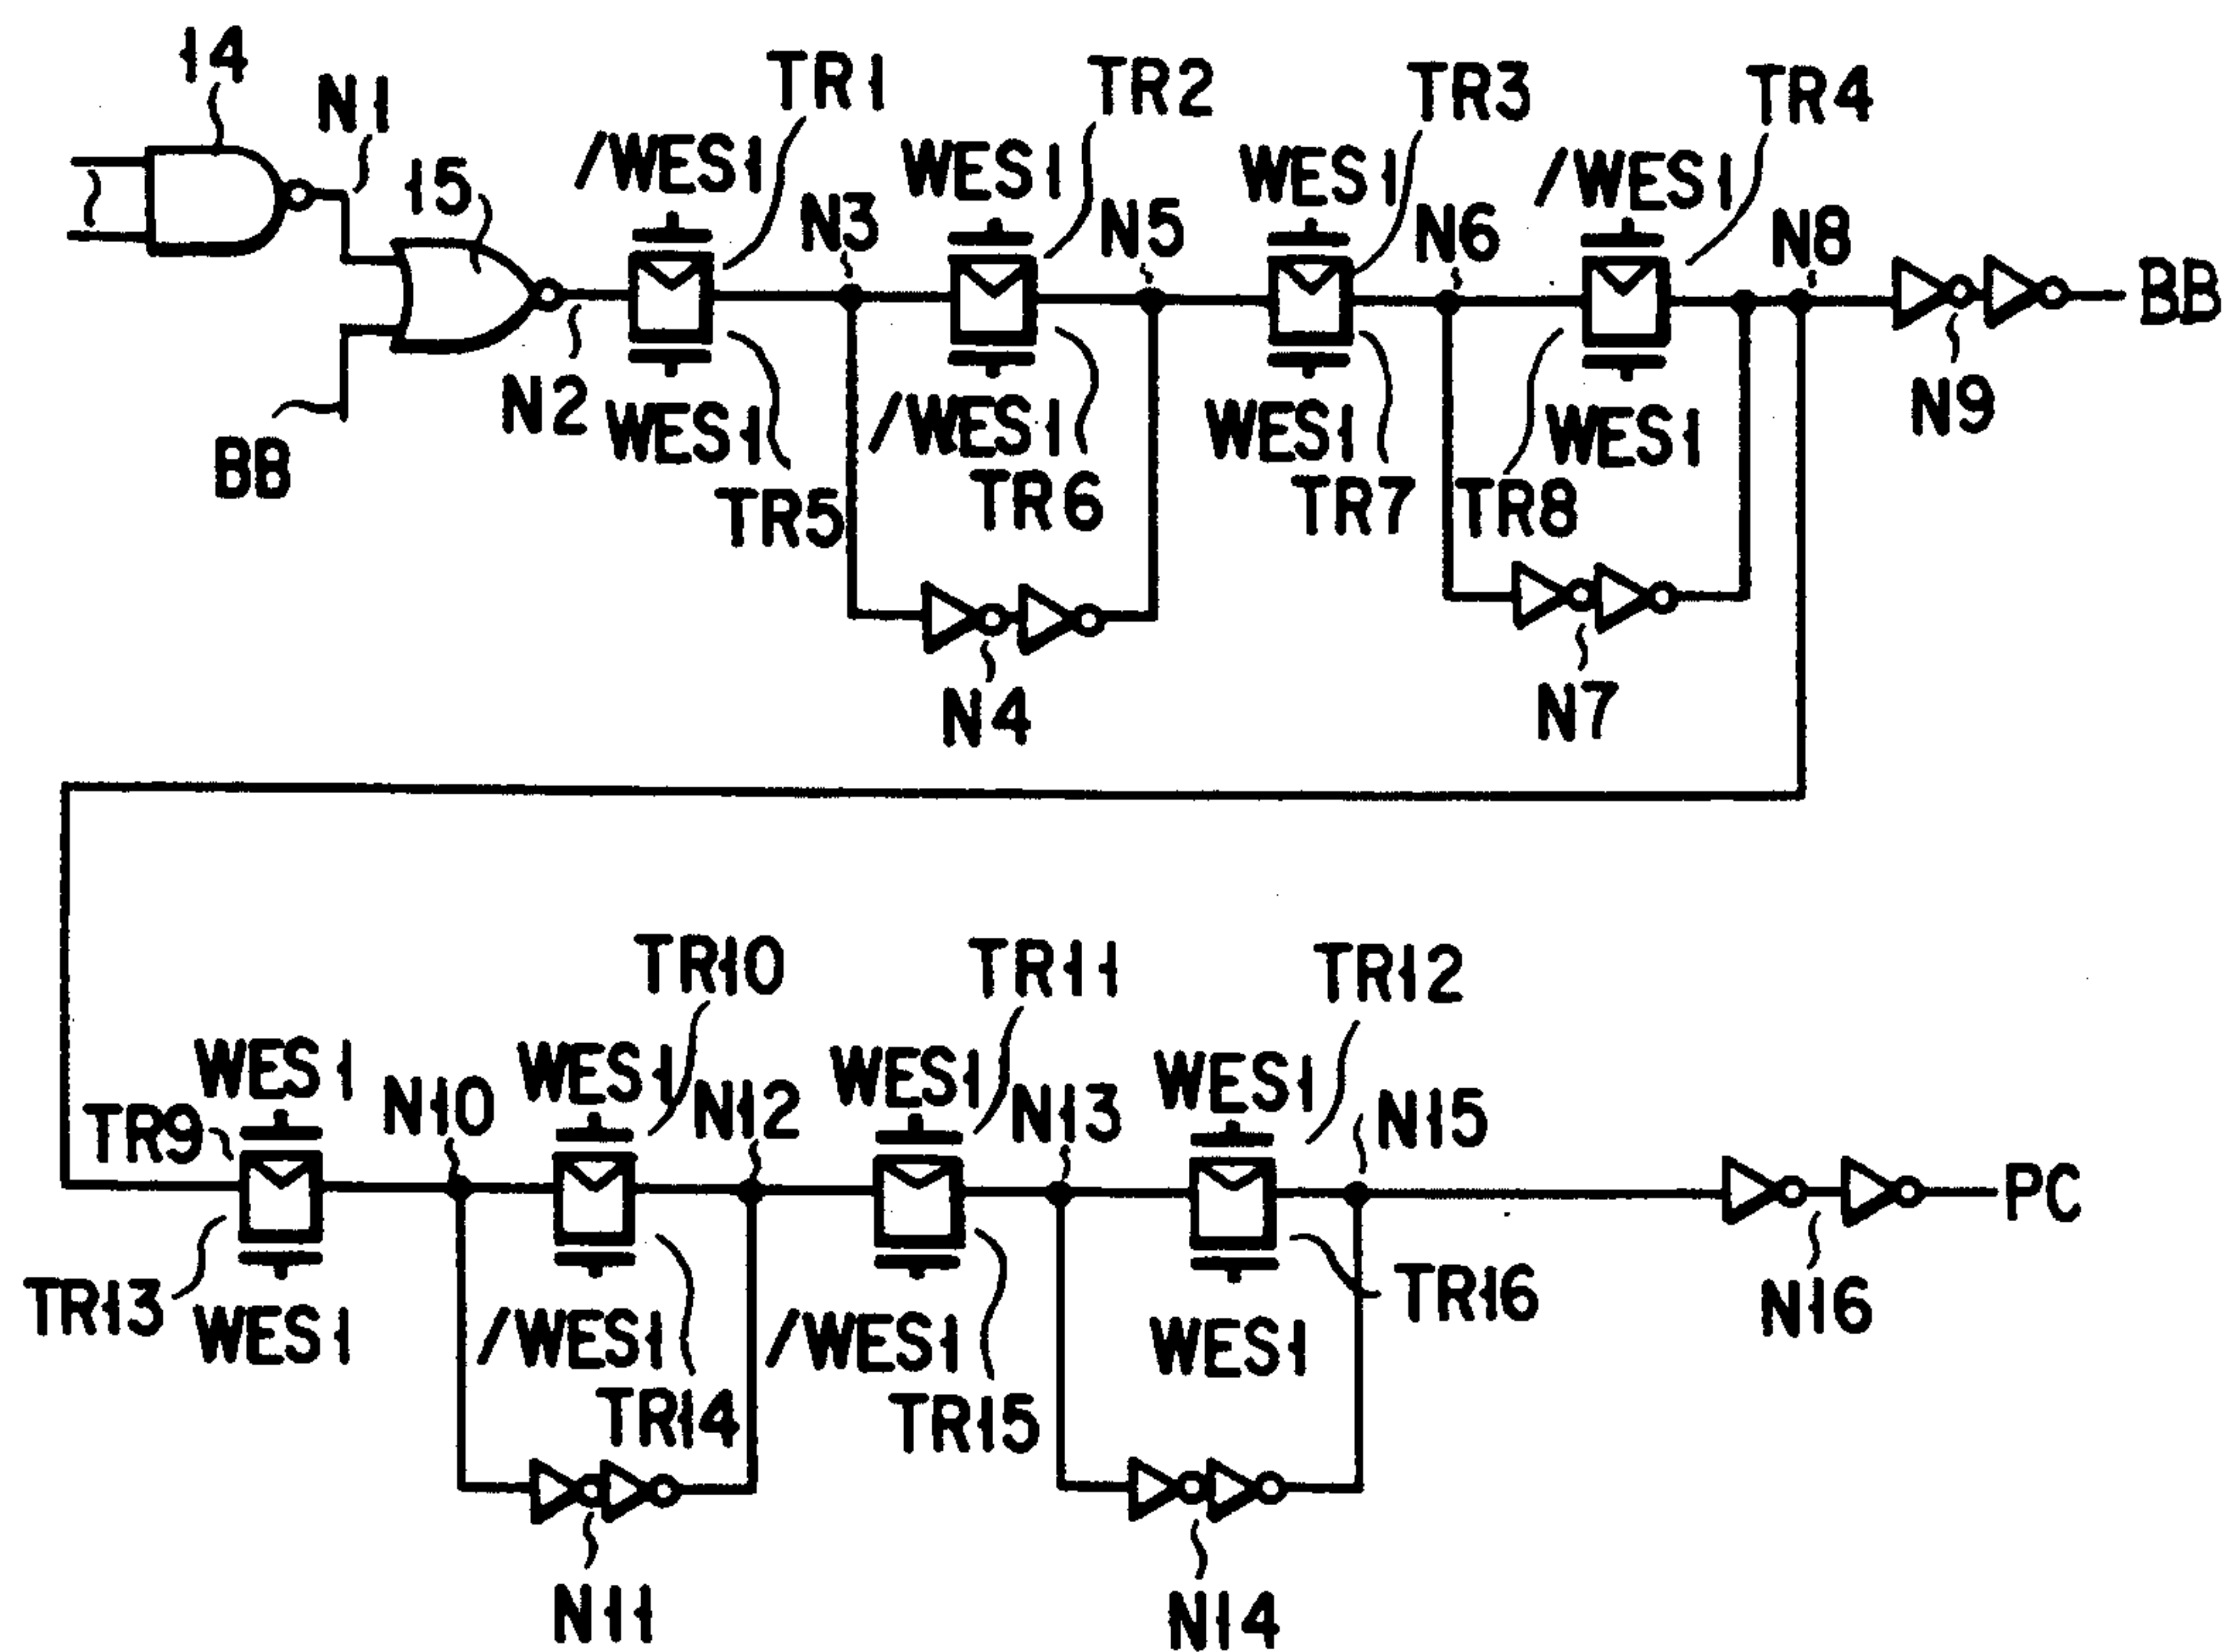 14
N1
TR1
TR2
TR3
TR4
15
/WES1
N3
WES1
N5
WES1
N6
/WES1
N8
BB
BB
N2
WES1
TR5
/WES1
TR6
WES1
TR7
TR8
WES1
N9
N4
N7
TR10
TR11
TR12
WES1
TR9
N10
WES1
N12
WES1
N13
WES1
N15
PC
TR13
WES1
/WES1
TR14
/WES1
TR15
WES1
TR16
N16
N11
N14